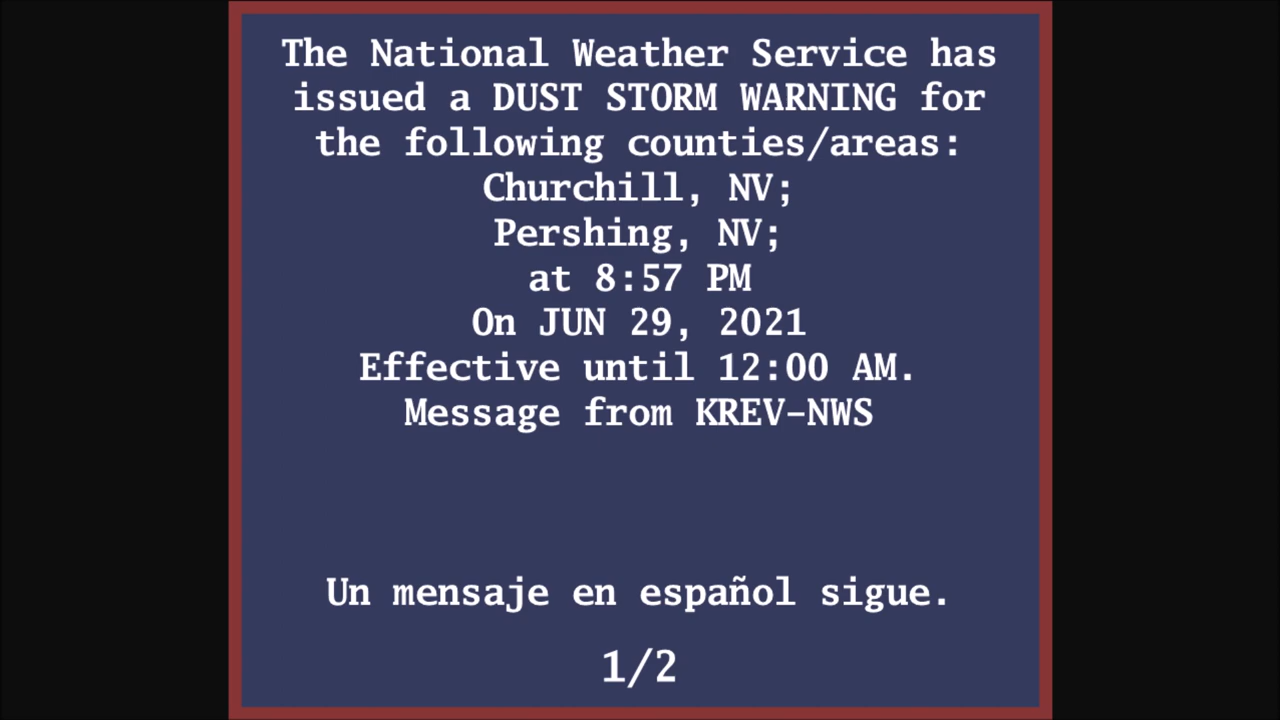 The National Weather Service has
issued a DUST STORM WARNING for
the following counties/areas:
Churchill, NV;
Pershing, NV;
at 8:57 PM
On JUN 29, 2021
Effective until 12:00 AM.
Message from KREV-NWS
Un mensaje en español sigue.
1/2